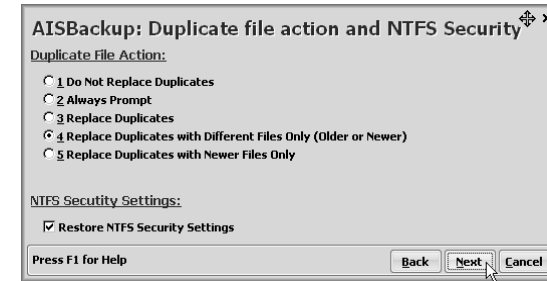 AISBackup: Duplicate file action and NTFS Security
Duplicate File Action:
1 Do Not Replace Duplicates
2 Always Prompt
3 Replace Duplicates
4 Replace Duplicates with Different Files Only (Older or Newer)
5 Replace Duplicates with Newer Files Only
NTFS Secutity Settings:
Restore NTFS Security Settings
Press F1 for Help Back Next Cancel